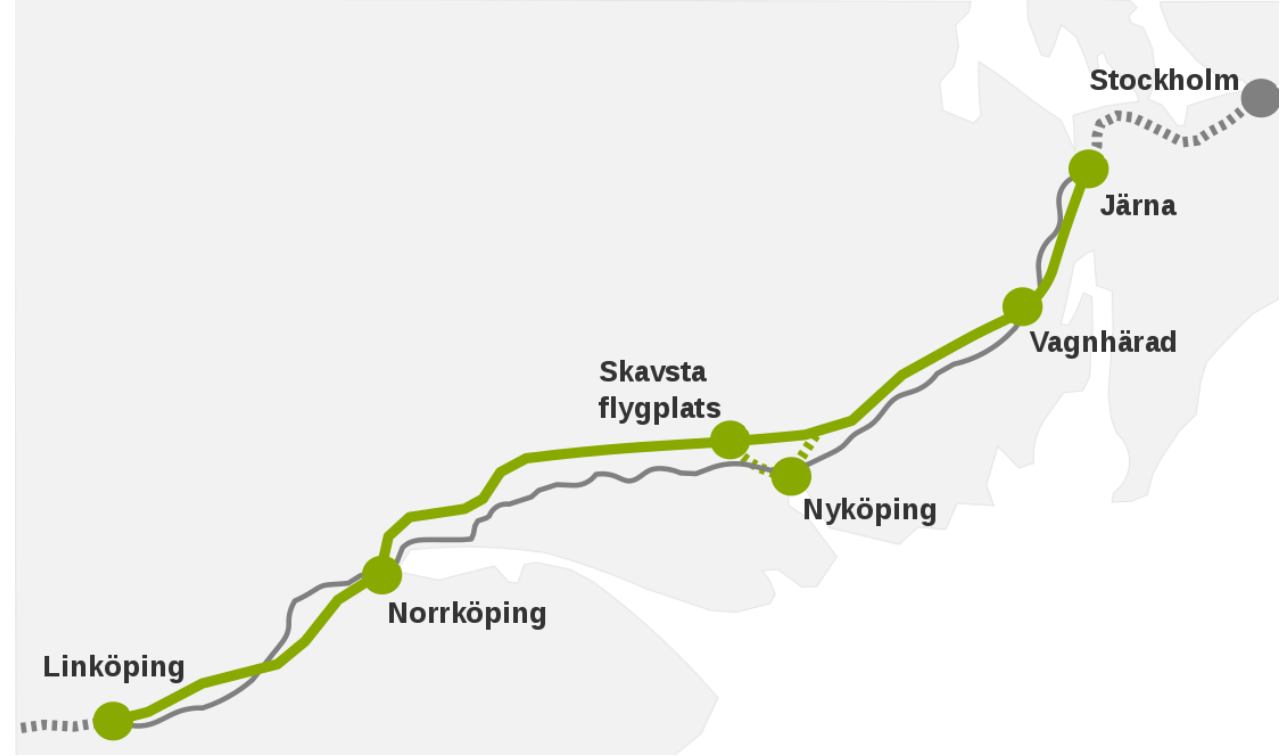 Stockholm
Järna
Vagnhärad
Skavsta
flygplats
Nyköping
Norrköping
Linköping